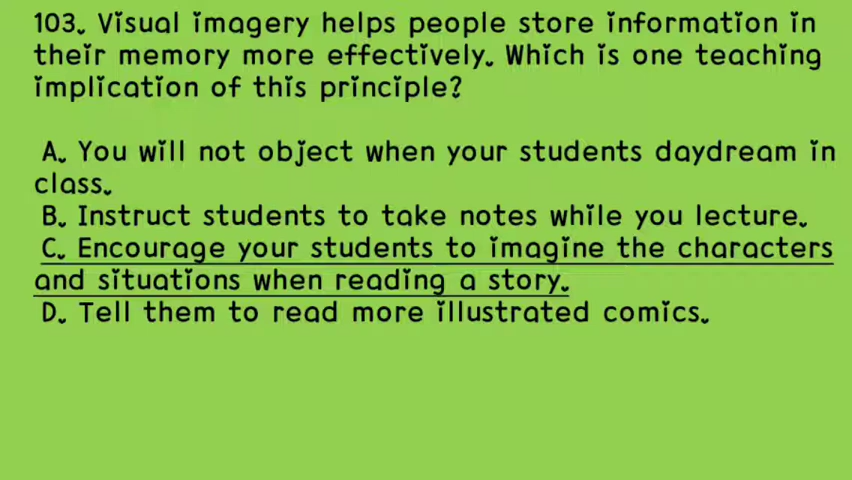 103. Visual imagery helps people store information in
their memory more effectively. Which is one teaching
implication of this principle?
A. You will not object when your students daydream in
class.
B. Instruct students to take notes while you lecture.
C. Encourage your students to imagine the characters
and situations when reading a story.
D. Tell them to read more illustrated comics.